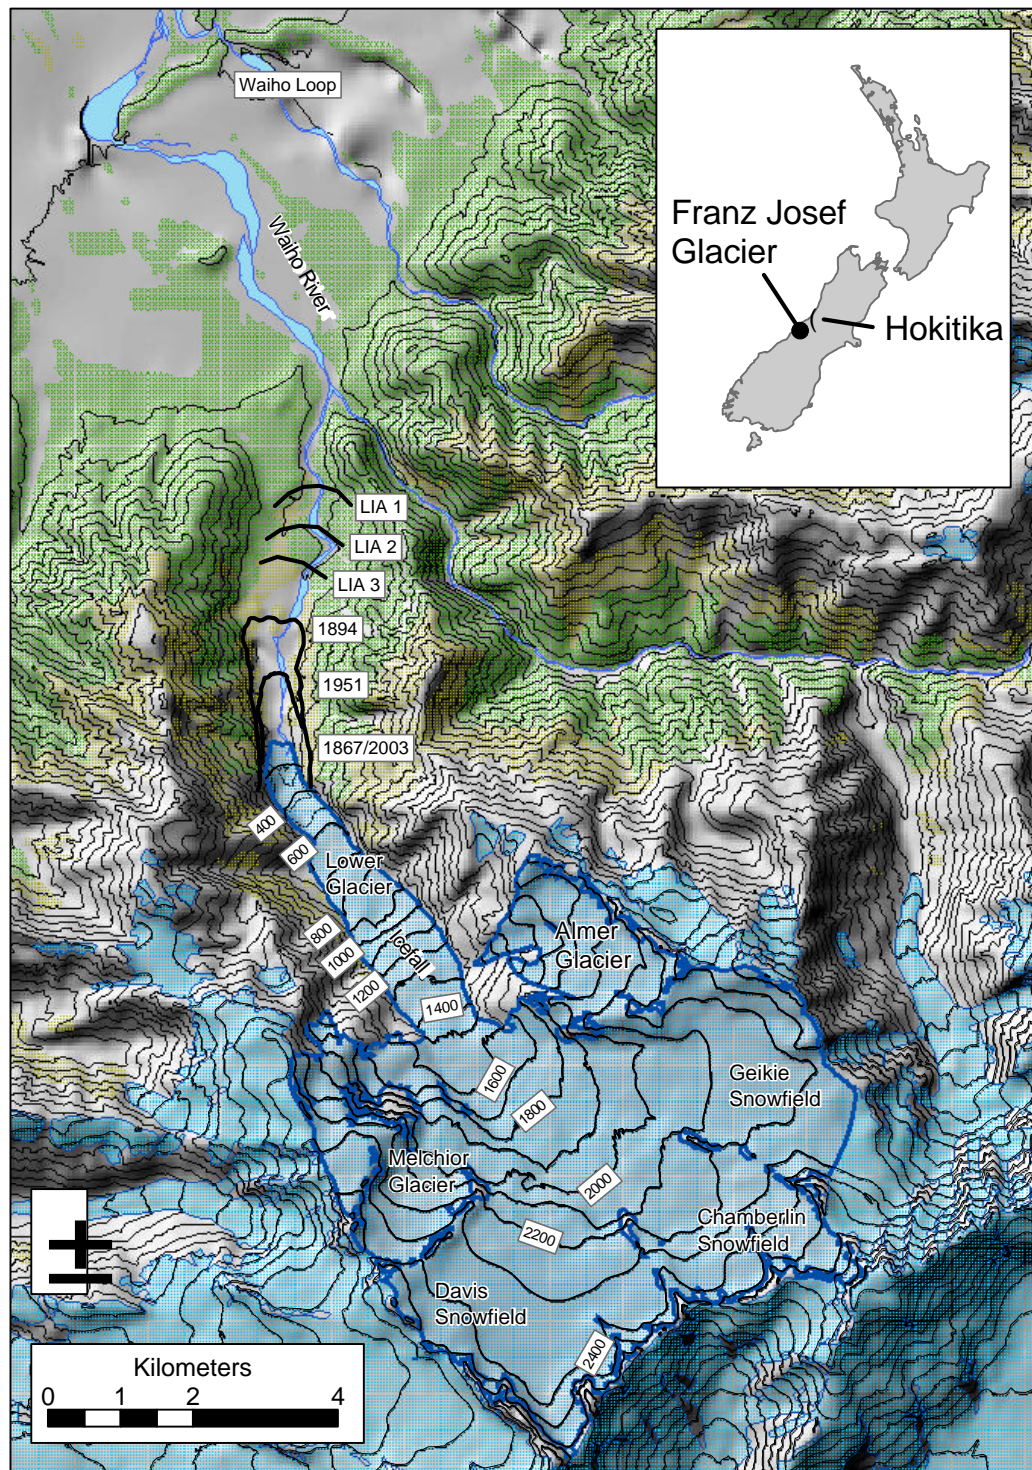 Waiho Loop
Franz Josef
Glacier
Hokitika
Waiho River
LIA 1
LIA 2
LIA 3
1894
1951
1867/2003
400
600
Lower
Glacier
800
1000
Icefall
1200
1400
Almer
Glacier
1600
1800
Geikie
Snowfield
Melchior
Glacier
2000
2200
Chamberlin
Snowfield
Davis
Snowfield
2400
Kilometers
0 1 2 4